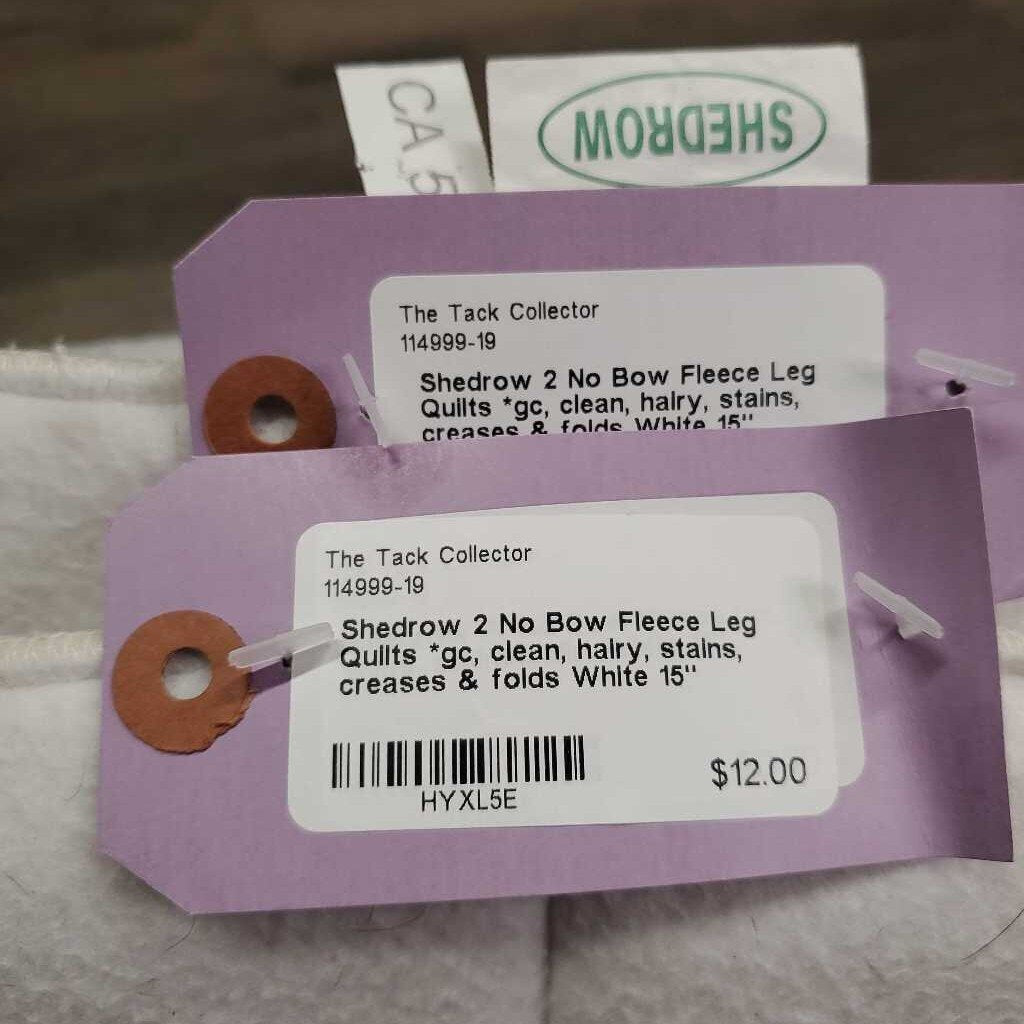 CA 5
SHEDROW
The Tack Collector
114999-19
Shedrow 2 No Bow Fleece Leg
Quilts *gc, clean, hairy, stains,
creases & folds White 15"
The Tack Collector
114999-19
Shedrow 2 No Bow Fleece Leg
Quilts *gc, clean, hairy, stains,
creases & folds White 15"
HYXL5E
$12.00